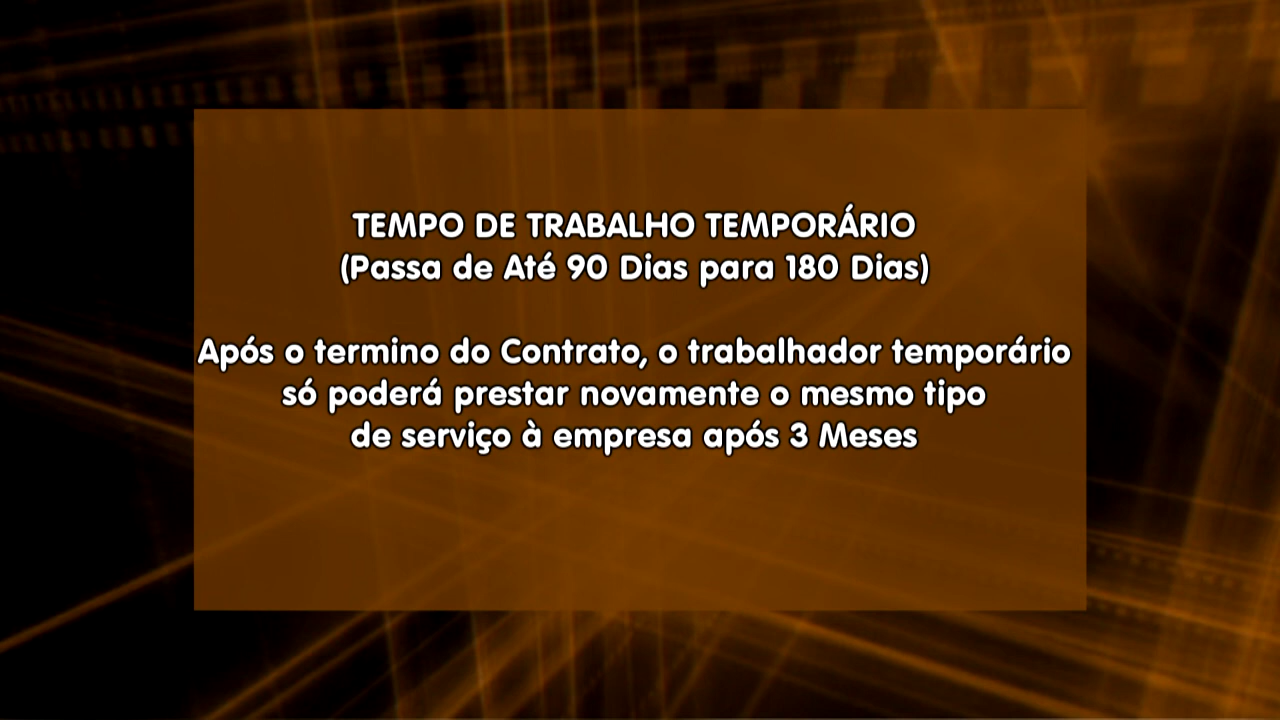 TEMPO DE TRABALHO TEMPORÁRIO
(Passa de Até 90 Dias para 180 Dias)
Após o termino do Contrato, o trabalhador temporário
só poderá prestar novamente o mesmo tipo
de serviço à empresa após 3 Meses